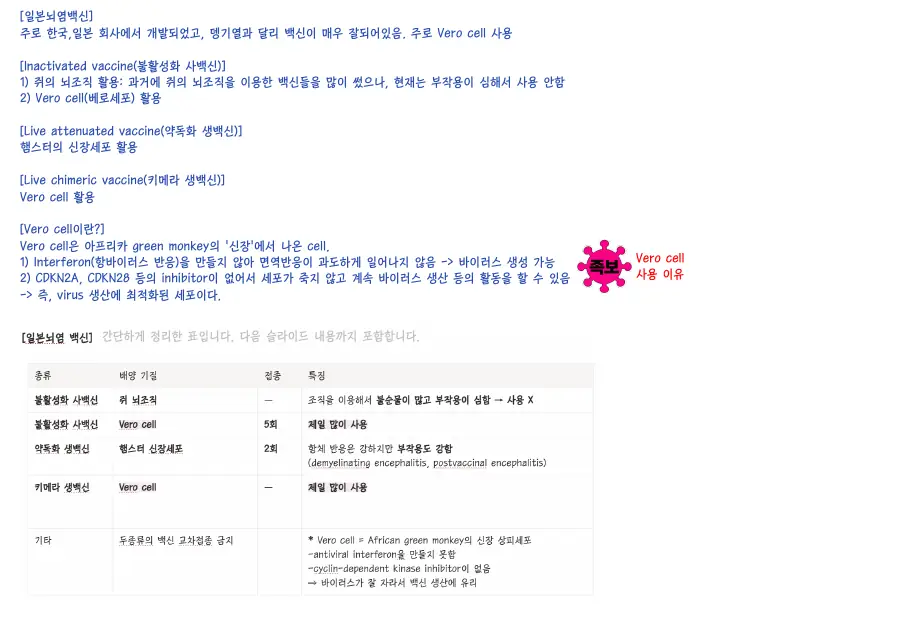 [일본뇌염백신]
주로 한국,일본 회사에서 개발되었고, 뎅기열과 달리 백신이 매우 잘되어있음. 주로 Vero cell 사용
[Inactivated vaccine(불활성화 사백신)]
1) 쥐의 뇌조직 활용: 과거에 쥐의 뇌조직을 이용한 백신들을 많이 썼으나, 현재는 부작용이 심해서 사용 안함
2) Vero cell(베로세포) 활용
[Live attenuated vaccine(약독화 생백신)]
햄스터의 신장세포 활용
[Live chimeric vaccine(키메라 생백신)]
Vero cell 활용
[Vero cell이란?]
Vero cell은 아프리카 green monkey의 '신장'에서 나온 cell.
1) Interferon(항바이러스 반응)을 만들지 않아 면역반응이 과도하게 일어나지 않음 -> 바이러스 생성 가능
2) CDKN2A, CDKN2B 등의 inhibitor이 없어서 세포가 죽지 않고 계속 바이러스 생산 등의 활동을 할 수 있음
-> 즉, virus 생산에 최적화된 세포이다.
족보
Vero cell
사용 이유
[일본뇌염 백신] 간단하게 정리한 표입니다. 다음 슬라이드 내용까지 포함합니다.
종류 배양 기질 접종 특징
불활성화 사백신 쥐 뇌조직 — 조직을 이용해서 불순물이 많고 부작용이 심함 → 사용 X
불활성화 사백신 Vero cell 5회 제일 많이 사용
약독화 생백신 햄스터 신장세포 2회 항체 반응은 강하지만 부작용도 강함
(demyelinating encephalitis, postvaccinal encephalitis)
키메라 생백신 Vero cell — 제일 많이 사용
기타 두종류의 백신 교차접종 금지 * Vero cell = African green monkey의 신장 상피세포
-antiviral interferon을 만들지 못함
-cyclin-dependent kinase inhibitor이 없음
→ 바이러스가 잘 자라서 백신 생산에 유리